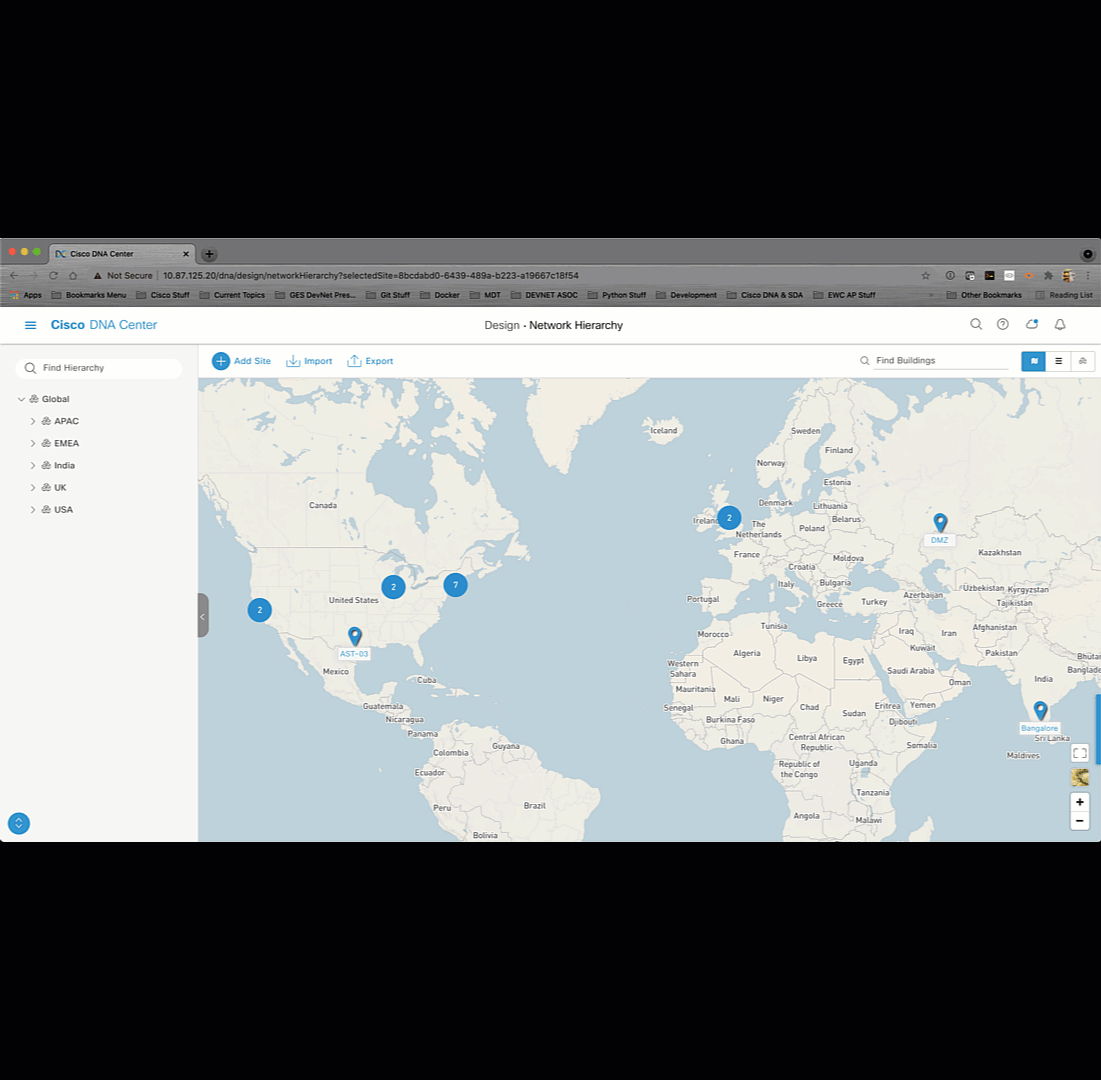 Cisco DNA Center
Not Secure | 10.87.125.20/dna/design/networkHierarchy?selectedSite=8bcdabd0-6439-489a-b223-a19667c18f54
Apps Bookmarks Menu Cisco Stuff Current Topics GES DevNet Pres... Git Stuff Docker MDT DEVNET ASOC Python Stuff Development Cisco DNA & SDA EWC AP Stuff » Other Bookmarks Reading List
Cisco DNA Center
Design • Network Hierarchy
Find Hierarchy
Add Site Import Export
Find Buildings
Global
APAC
EMEA
India
UK
USA
Iceland
Sweden
Finland
Norway
Estonia
Canada
Denmark
Lithuania
Ireland
2
The
Netherlands
Poland
Belarus
DMZ
France
Moldova
Kazakhstan
Croatia
2
7
Italy
Bulgaria
Uzbekistan
Kyrgyzstan
United States
Portugal
Greece
Turkey
Azerbaijan
Tajikistan
2
AST-03
Tunisia
Morocco
Iraq
Iran
Afghanistan
Algeria
Libya
Egypt
Kuwait
Pakistan
Bhuta
Mexico
Western
Sahara
Saudi Arabia
Banglade
Cuba
Mauritania
Mali
Niger
Oman
India
Guatemala
Senegal
Chad
Sudan
Eritrea
Yemen
Nicaragua
Burkina Faso
Djibouti
Bangalore
Panama
Ghana
Central African
Republic
Somalia
Sri Lanka
Colombia
Guyana
Maldives
Ecuador
Republic of
the Congo
Uganda
Peru
Brazil
Tanzania
Angola
Malawi
Bolivia
+
−